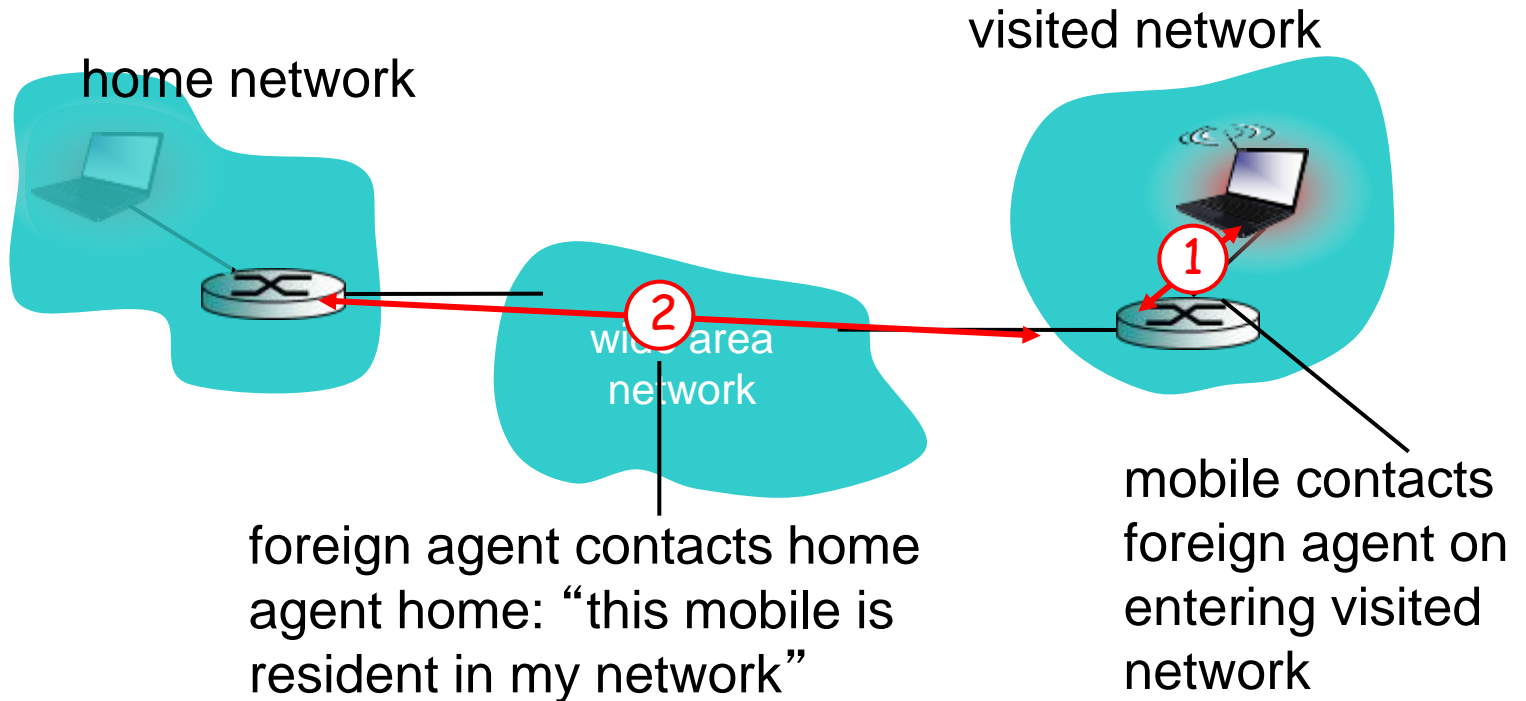 visited network
home network
1
2
wide area
network
mobile contacts
foreign agent on
entering visited
network
foreign agent contacts home
agent home: “this mobile is
resident in my network”